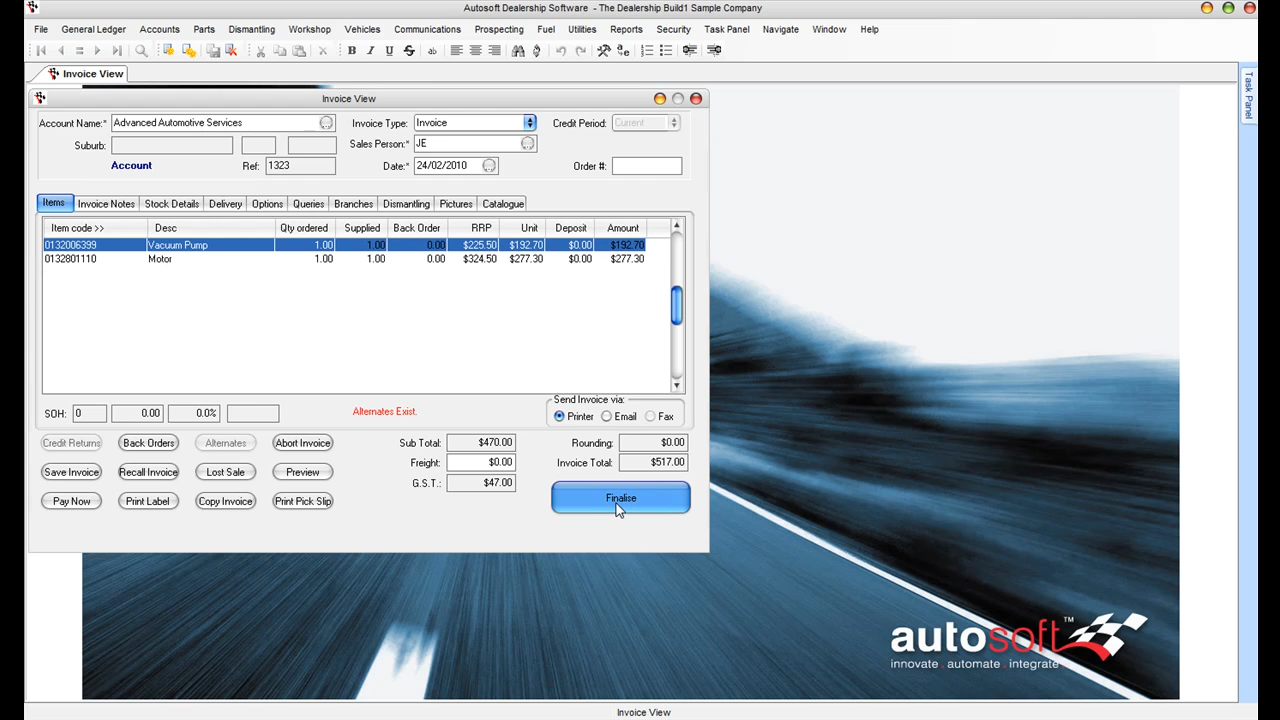 Autosoft Dealership Software - The Dealership Build1 Sample Company
File General Ledger Accounts Parts Dismantling Workshop Vehicles Communications Prospecting Fuel Utilities Reports Security Task Panel Navigate Window Help
B I U S ab
Invoice View
Task Panel
Invoice View
Account Name:* Advanced Automotive Services Invoice Type: Invoice Credit Period: Current
Suburb: Sales Person:* JE
Account Ref: 1323 Date:* 24/02/2010 Order #:
Items Invoice Notes Stock Details Delivery Options Queries Branches Dismantling Pictures Catalogue
Item code >> Desc Qty ordered Supplied Back Order RRP Unit Deposit Amount
0132006399 Vacuum Pump 1.00 1.00 0.00 $225.50 $192.70 $0.00 $192.70
0132801110 Motor 1.00 1.00 0.00 $324.50 $277.30 $0.00 $277.30
SOH: 0 0.00 0.0% Alternates Exist.
Send Invoice via:
Printer Email Fax
Credit Returns Back Orders Alternates Abort Invoice Sub Total: $470.00 Rounding: $0.00
Save Invoice Recall Invoice Lost Sale Preview Freight: $0.00 Invoice Total: $517.00
Pay Now Print Label Copy Invoice Print Pick Slip G.S.T.: $47.00 Finalise
autosoft™
innovate . automate . integrate
Invoice View